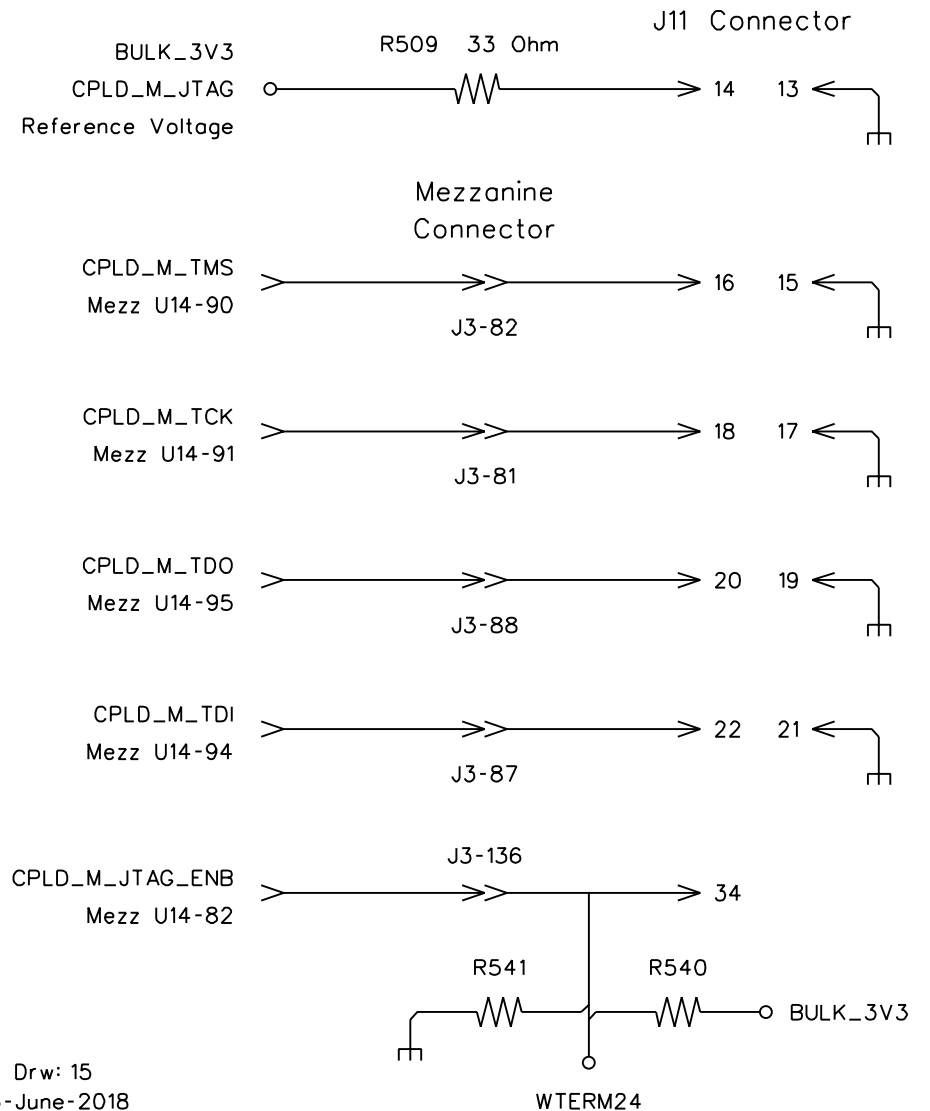 J11 Connector
BULK_3V3
R509 33 Ohm
CPLD_M_JTAG
14 13
Reference Voltage
Mezzanine
Connector
CPLD_M_TMS
Mezz U14-90
16 15
J3-82
CPLD_M_TCK
Mezz U14-91
18 17
J3-81
CPLD_M_TDO
Mezz U14-95
20 19
J3-88
CPLD_M_TDI
Mezz U14-94
22 21
J3-87
J3-136
CPLD_M_JTAG_ENB
Mezz U14-82
34
R541 R540
BULK_3V3
Drw: 15
-June-2018
WTERM24